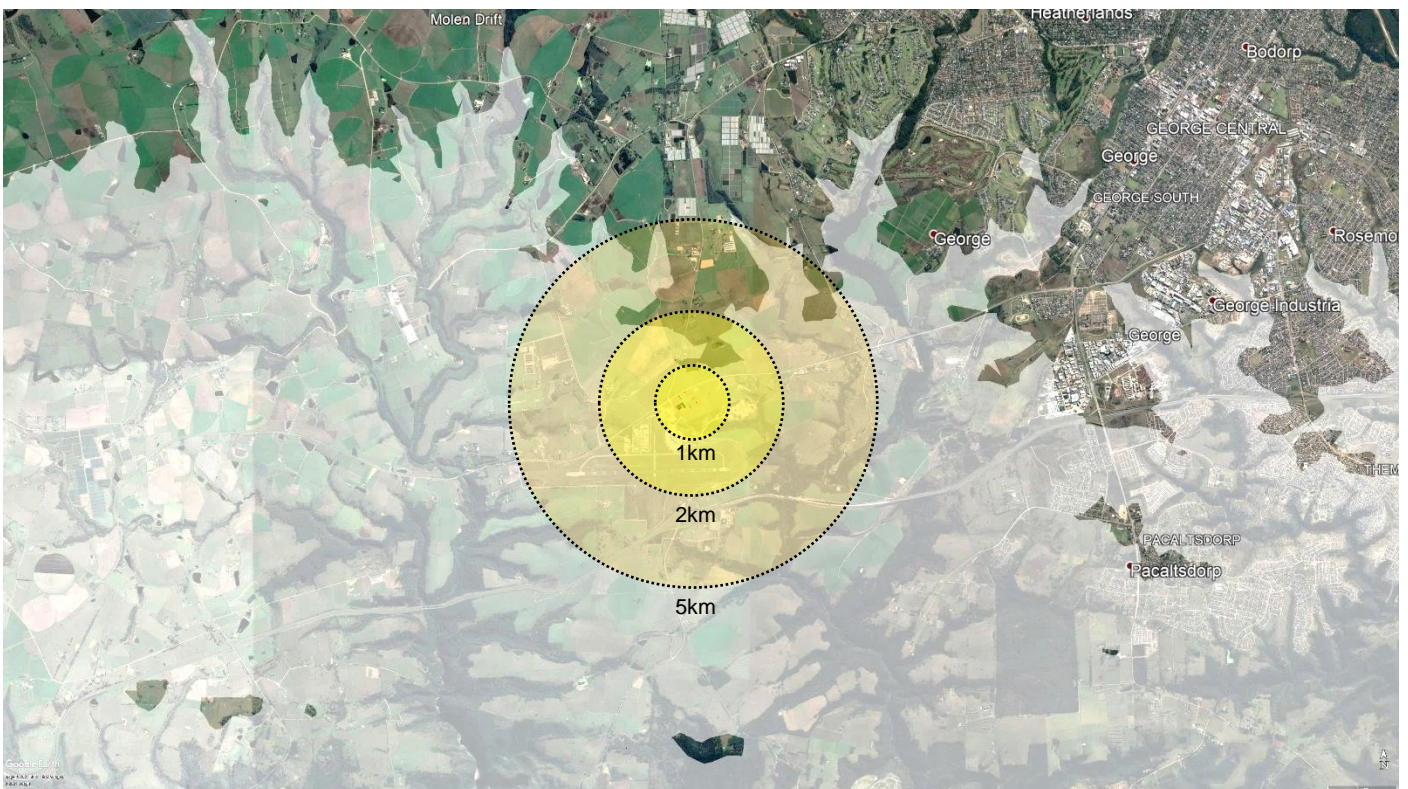 Molen Drift
Heatherlands
Bodorp
GEORGE CENTRAL
George
GEORGE SOUTH
George
Rosemo
George Industria
George
1km
THEM
2km
PACALTSDORP
Pacaltsdorp
5km
Google Earth
N